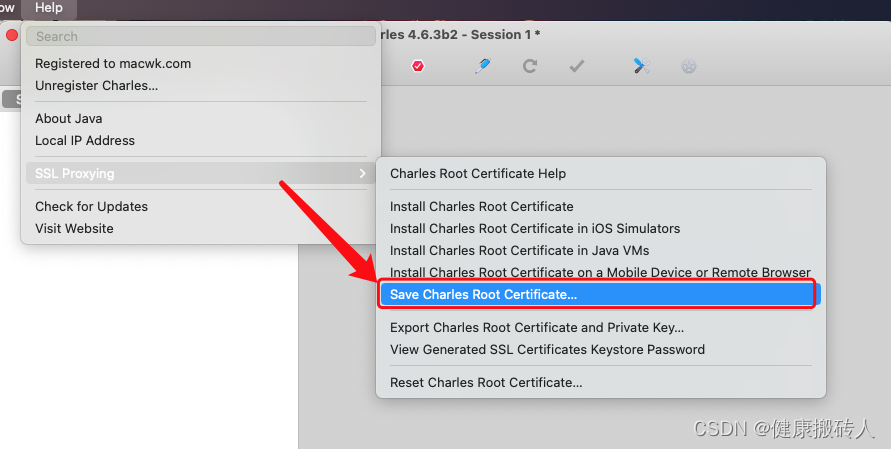 ow Help
rles 4.6.3b2 - Session 1 *
Search
Registered to macwk.com
Unregister Charles...
About Java
Local IP Address
SSL Proxying
Check for Updates
Visit Website
Charles Root Certificate Help
Install Charles Root Certificate
Install Charles Root Certificate in iOS Simulators
Install Charles Root Certificate in Java VMs
Install Charles Root Certificate on a Mobile Device or Remote Browser
Save Charles Root Certificate...
Export Charles Root Certificate and Private Key...
View Generated SSL Certificates Keystore Password
Reset Charles Root Certificate...
CSDN @健康搬砖人